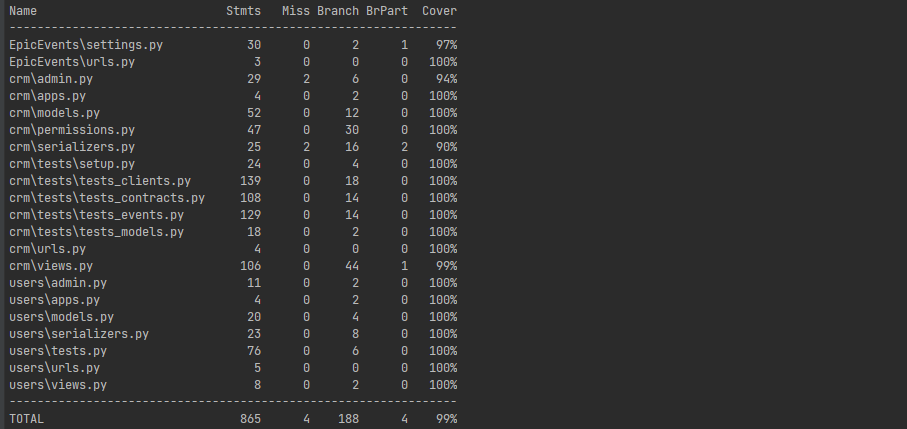 Name                           Stmts   Miss Branch BrPart  Cover
----------------------------------------------------------------
EpicEvents\settings.py            30      0      2      1    97%
EpicEvents\urls.py                 3      0      0      0   100%
crm\admin.py                      29      2      6      0    94%
crm\apps.py                        4      0      2      0   100%
crm\models.py                     52      0     12      0   100%
crm\permissions.py                47      0     30      0   100%
crm\serializers.py                25      2     16      2    90%
crm\tests\setup.py                24      0      4      0   100%
crm\tests\tests_clients.py       139      0     18      0   100%
crm\tests\tests_contracts.py     108      0     14      0   100%
crm\tests\tests_events.py        129      0     14      0   100%
crm\tests\tests_models.py         18      0      2      0   100%
crm\urls.py                        4      0      0      0   100%
crm\views.py                     106      0     44      1    99%
users\admin.py                    11      0      2      0   100%
users\apps.py                      4      0      2      0   100%
users\models.py                   20      0      4      0   100%
users\serializers.py              23      0      8      0   100%
users\tests.py                    76      0      6      0   100%
users\urls.py                      5      0      0      0   100%
users\views.py                     8      0      2      0   100%
----------------------------------------------------------------
TOTAL                            865      4    188      4    99%